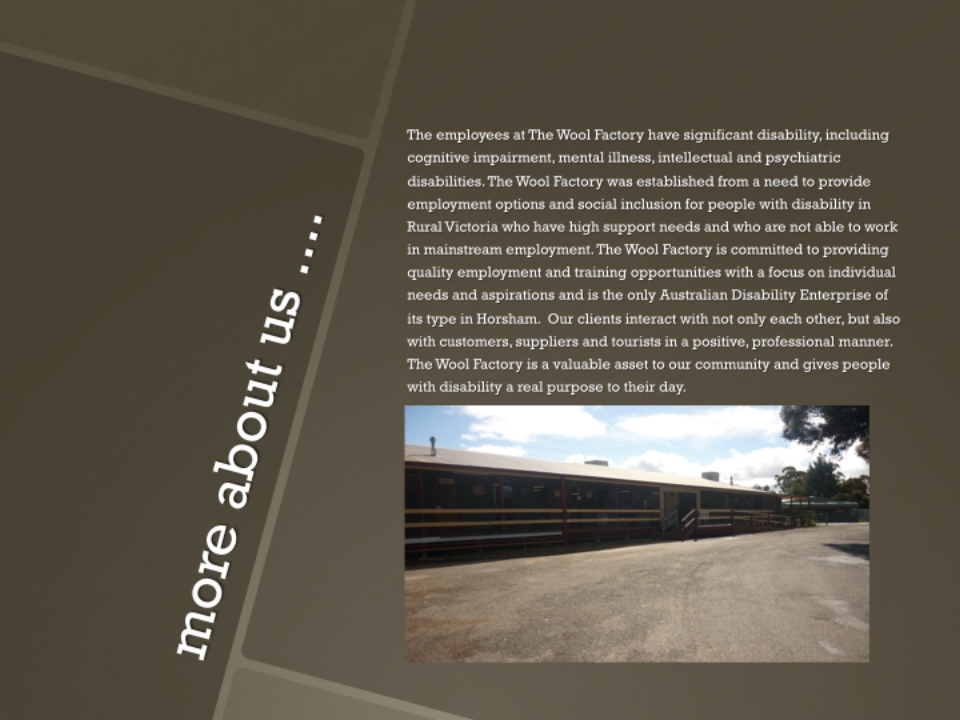 more about us ....
The employees at The Wool Factory have significant disability, including
cognitive impairment, mental illness, intellectual and psychiatric
disabilities. The Wool Factory was established from a need to provide
employment options and social inclusion for people with disability in
Rural Victoria who have high support needs and who are not able to work
in mainstream employment. The Wool Factory is committed to providing
quality employment and training opportunities with a focus on individual
needs and aspirations and is the only Australian Disability Enterprise of
its type in Horsham.  Our clients interact with not only each other, but also
with customers, suppliers and tourists in a positive, professional manner.
The Wool Factory is a valuable asset to our community and gives people
with disability a real purpose to their day.